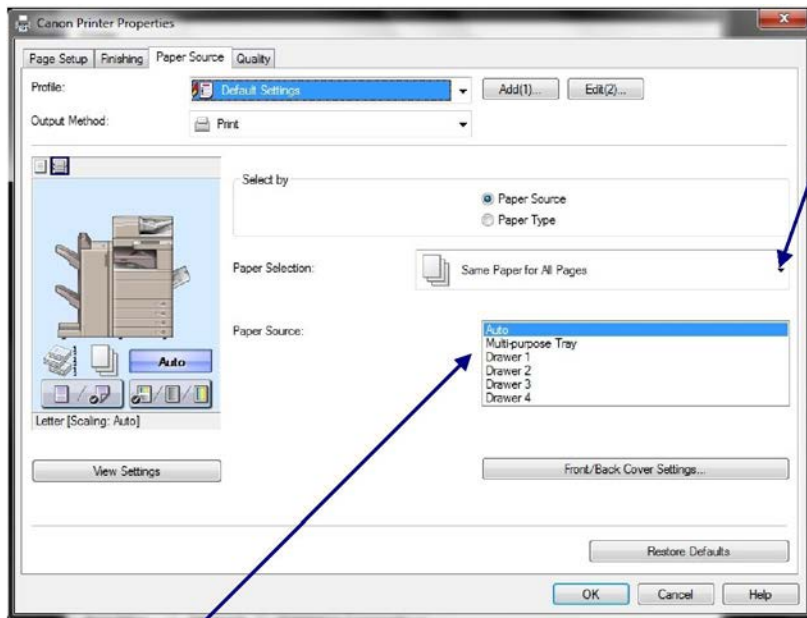 Canon Printer Properties
Page Setup Finishing Paper Source Quality
Profile: Default Settings Add(1)... Edit(2)...
Output Method: Print
Select by
Paper Source
Paper Type
Paper Selection: Same Paper for All Pages
Paper Source: Auto
Multi-purpose Tray
Drawer 1
Drawer 2
Drawer 3
Drawer 4
Auto
Letter [Scaling: Auto]
View Settings Front/Back Cover Settings...
Restore Defaults
OK Cancel Help